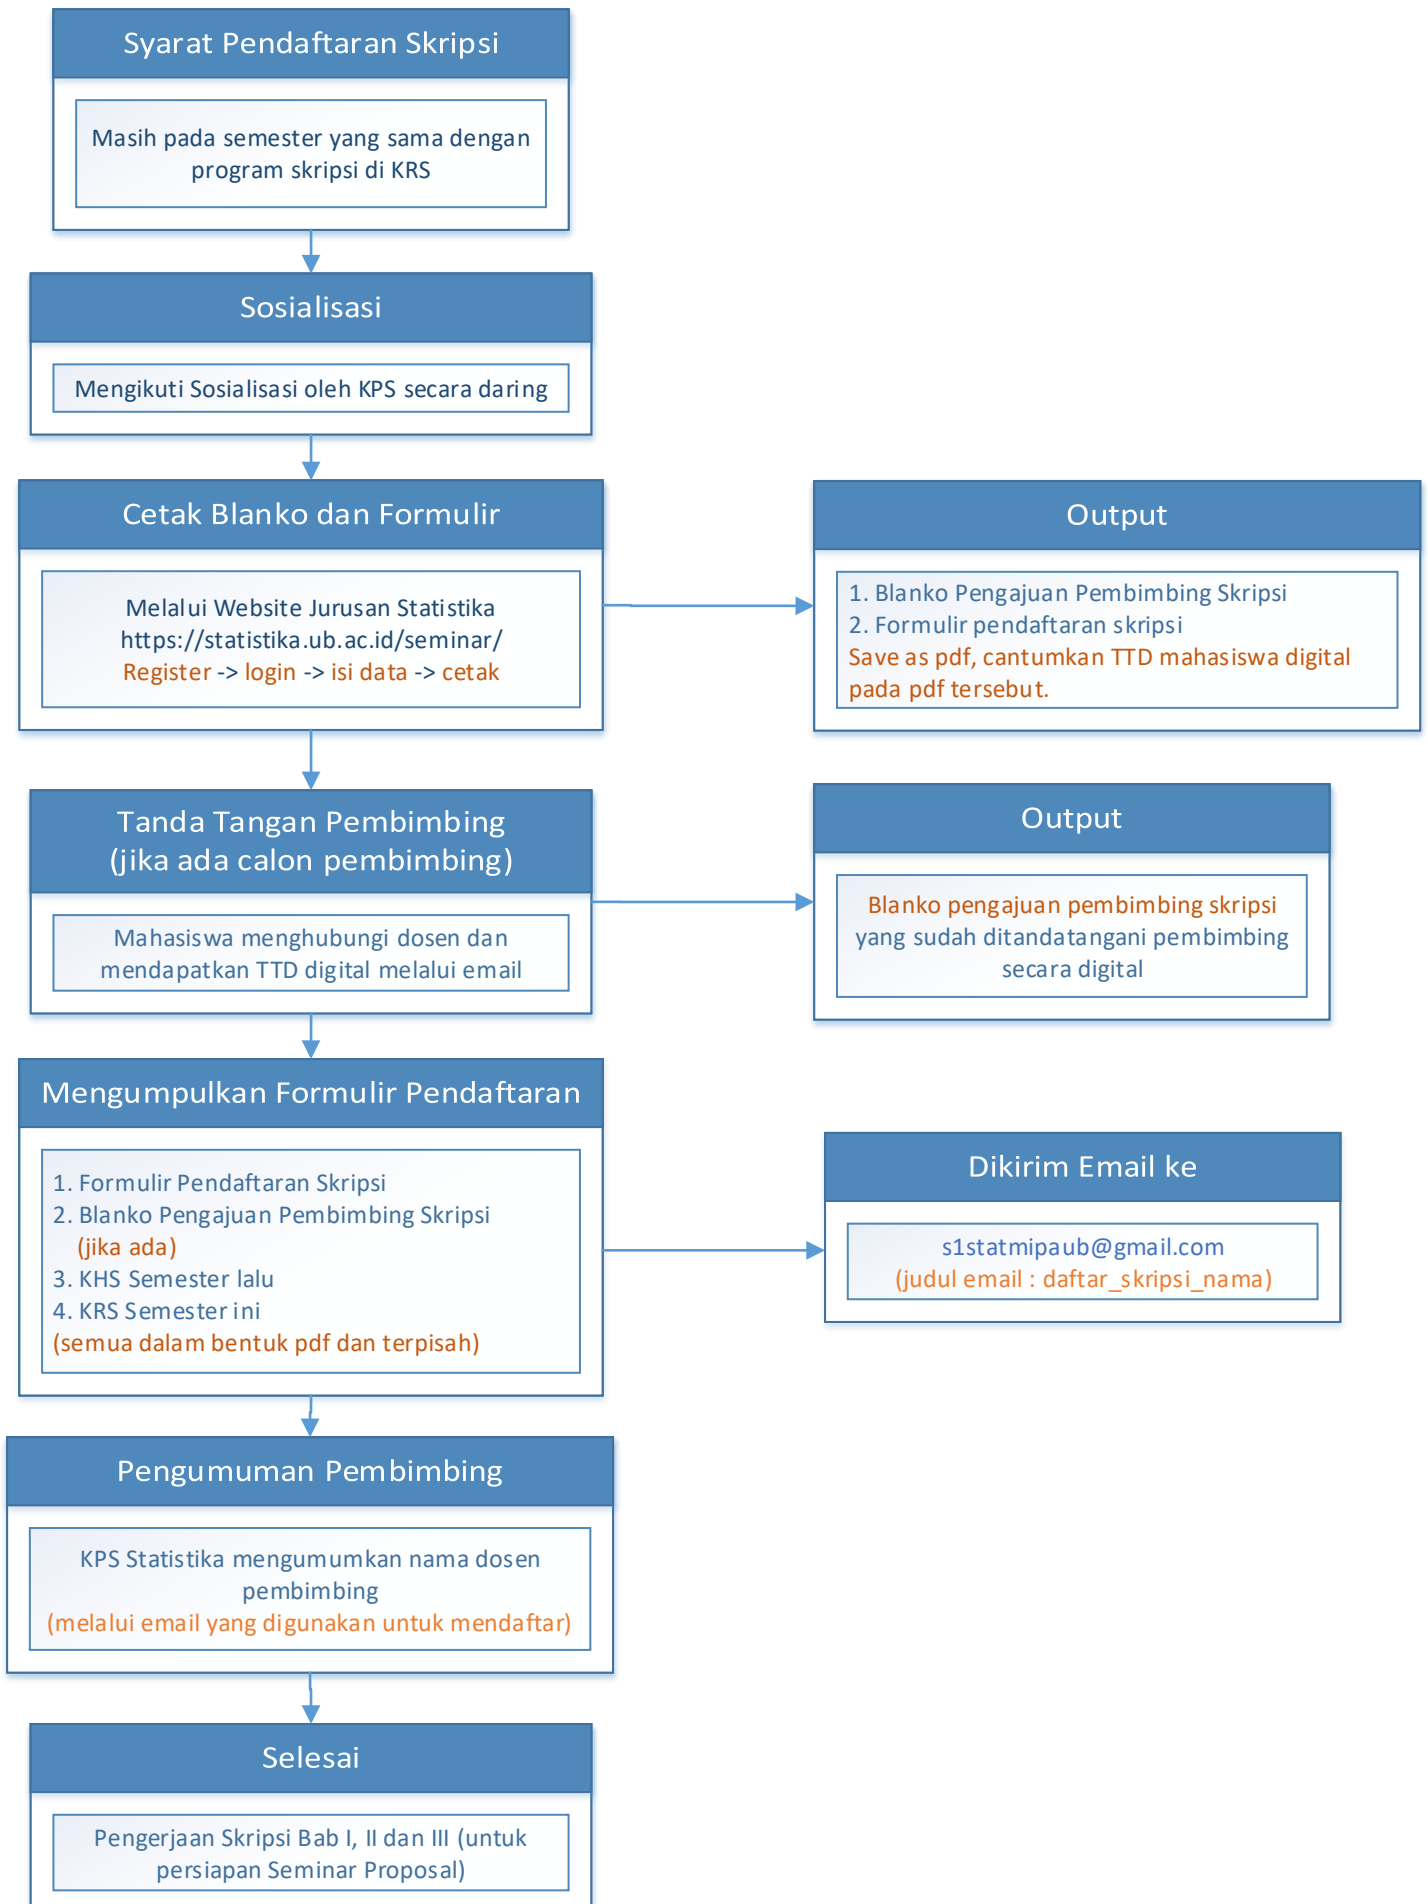 Syarat Pendaftaran Skripsi
Masih pada semester yang sama dengan
program skripsi di KRS
Sosialisasi
Mengikuti Sosialisasi oleh KPS secara daring
Cetak Blanko dan Formulir
Melalui Website Jurusan Statistika
https://statistika.ub.ac.id/seminar/
Register -> login -> isi data -> cetak
Output
1. Blanko Pengajuan Pembimbing Skripsi
2. Formulir pendaftaran skripsi
Save as pdf, cantumkan TTD mahasiswa digital
pada pdf tersebut.
Tanda Tangan Pembimbing
(jika ada calon pembimbing)
Mahasiswa menghubungi dosen dan
mendapatkan TTD digital melalui email
Output
Blanko pengajuan pembimbing skripsi
yang sudah ditandatangani pembimbing
secara digital
Mengumpulkan Formulir Pendaftaran
1. Formulir Pendaftaran Skripsi
2. Blanko Pengajuan Pembimbing Skripsi
(jika ada)
3. KHS Semester lalu
4. KRS Semester ini
(semua dalam bentuk pdf dan terpisah)
Dikirim Email ke
s1statmipaub@gmail.com
(judul email : daftar_skripsi_nama)
Pengumuman Pembimbing
KPS Statistika mengumumkan nama dosen
pembimbing
(melalui email yang digunakan untuk mendaftar)
Selesai
Pengerjaan Skripsi Bab I, II dan III (untuk
persiapan Seminar Proposal)